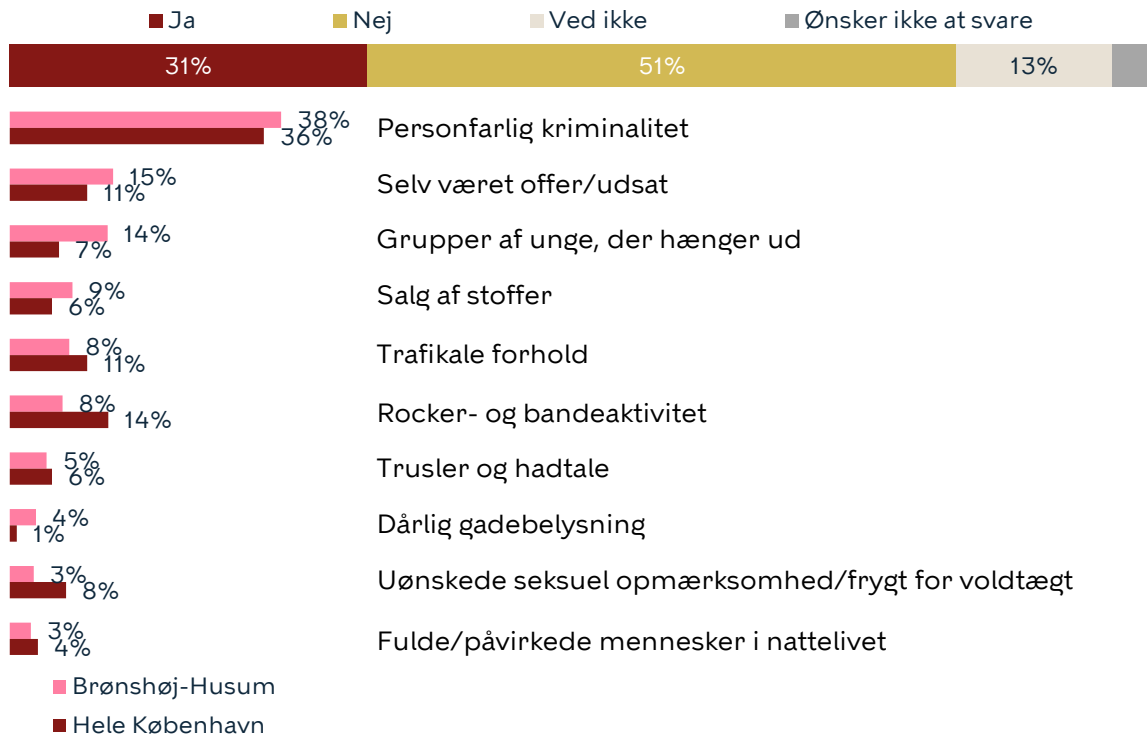 Ja Nej Ved ikke Ønsker ikke at svare
31% 51% 13%
38%
36%
Personfarlig kriminalitet
15%
11%
Selv været offer/udsat
14%
7%
Grupper af unge, der hænger ud
9%
6%
Salg af stoffer
8%
11%
Trafikale forhold
8%
14%
Rocker- og bandeaktivitet
5%
6%
Trusler og hadtale
4%
1%
Dårlig gadebelysning
3%
8%
Uønskede seksuel opmærksomhed/frygt for voldtægt
3%
4%
Fulde/påvirkede mennesker i nattelivet
Brønshøj-Husum
Hele København